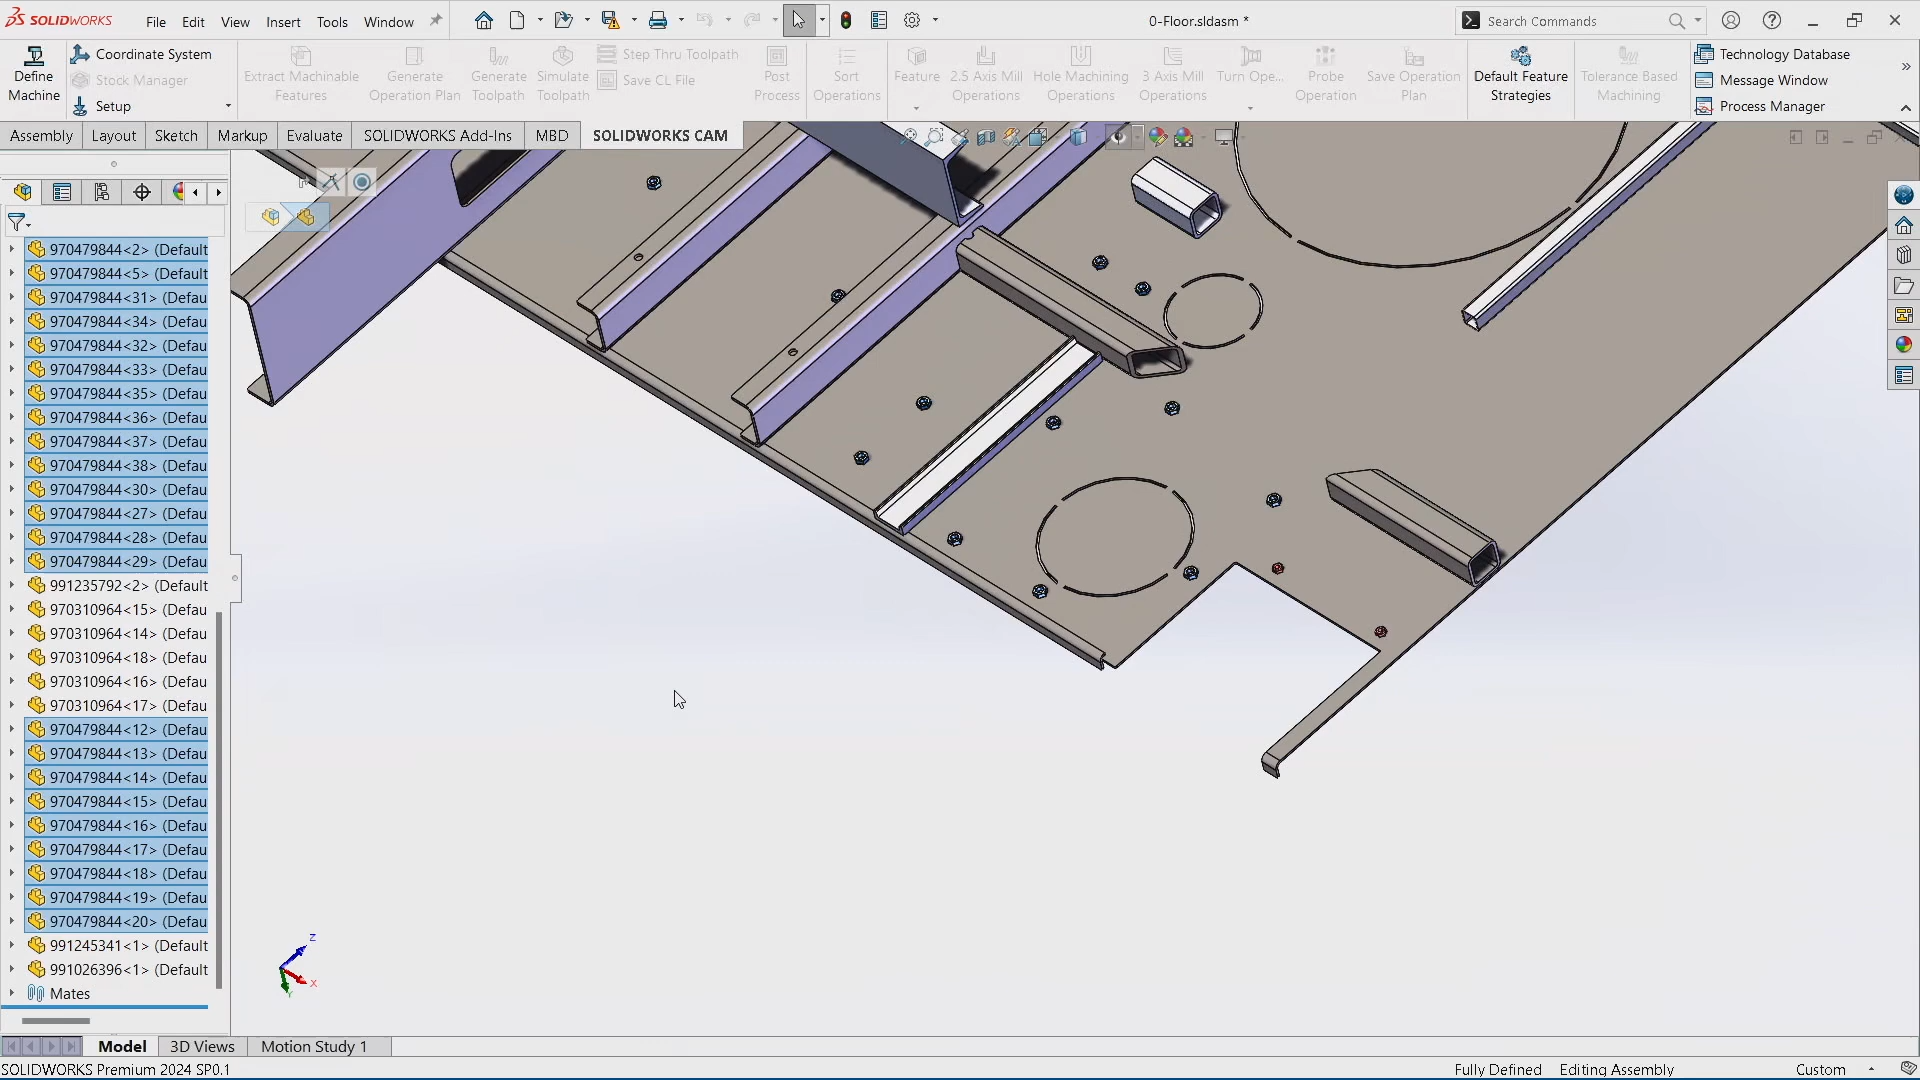 SOLIDWORKS
File Edit View Insert Tools Window
0-Floor.sldasm *
Search Commands
Define Machine
Coordinate System
Stock Manager
Setup
Extract Machinable Features
Generate Operation Plan
Generate Toolpath
Simulate Toolpath
Step Thru Toolpath
Save CL File
Post Process
Sort Operations
Feature
2.5 Axis Mill Operations
Hole Machining Operations
3 Axis Mill Operations
Turn Ope...
Probe Operation
Save Operation Plan
Default Feature Strategies
Tolerance Based Machining
Technology Database
Message Window
Process Manager
Assembly Layout Sketch Markup Evaluate SOLIDWORKS Add-Ins MBD SOLIDWORKS CAM
970479844<2> (Default
970479844<5> (Default
970479844<31> (Defau
970479844<34> (Defau
970479844<32> (Defau
970479844<33> (Defau
970479844<35> (Defau
970479844<36> (Defau
970479844<37> (Defau
970479844<38> (Defau
970479844<30> (Defau
970479844<27> (Defau
970479844<28> (Defau
970479844<29> (Defau
991235792<2> (Default
970310964<15> (Defau
970310964<14> (Defau
970310964<18> (Defau
970310964<16> (Defau
970310964<17> (Defau
970479844<12> (Defau
970479844<13> (Defau
970479844<14> (Defau
970479844<15> (Defau
970479844<16> (Defau
970479844<17> (Defau
970479844<18> (Defau
970479844<19> (Defau
970479844<20> (Defau
991245341<1> (Default
991026396<1> (Default
Mates
Z
X
Y
Model 3D Views Motion Study 1
SOLIDWORKS Premium 2024 SP0.1
Fully Defined Editing Assembly Custom